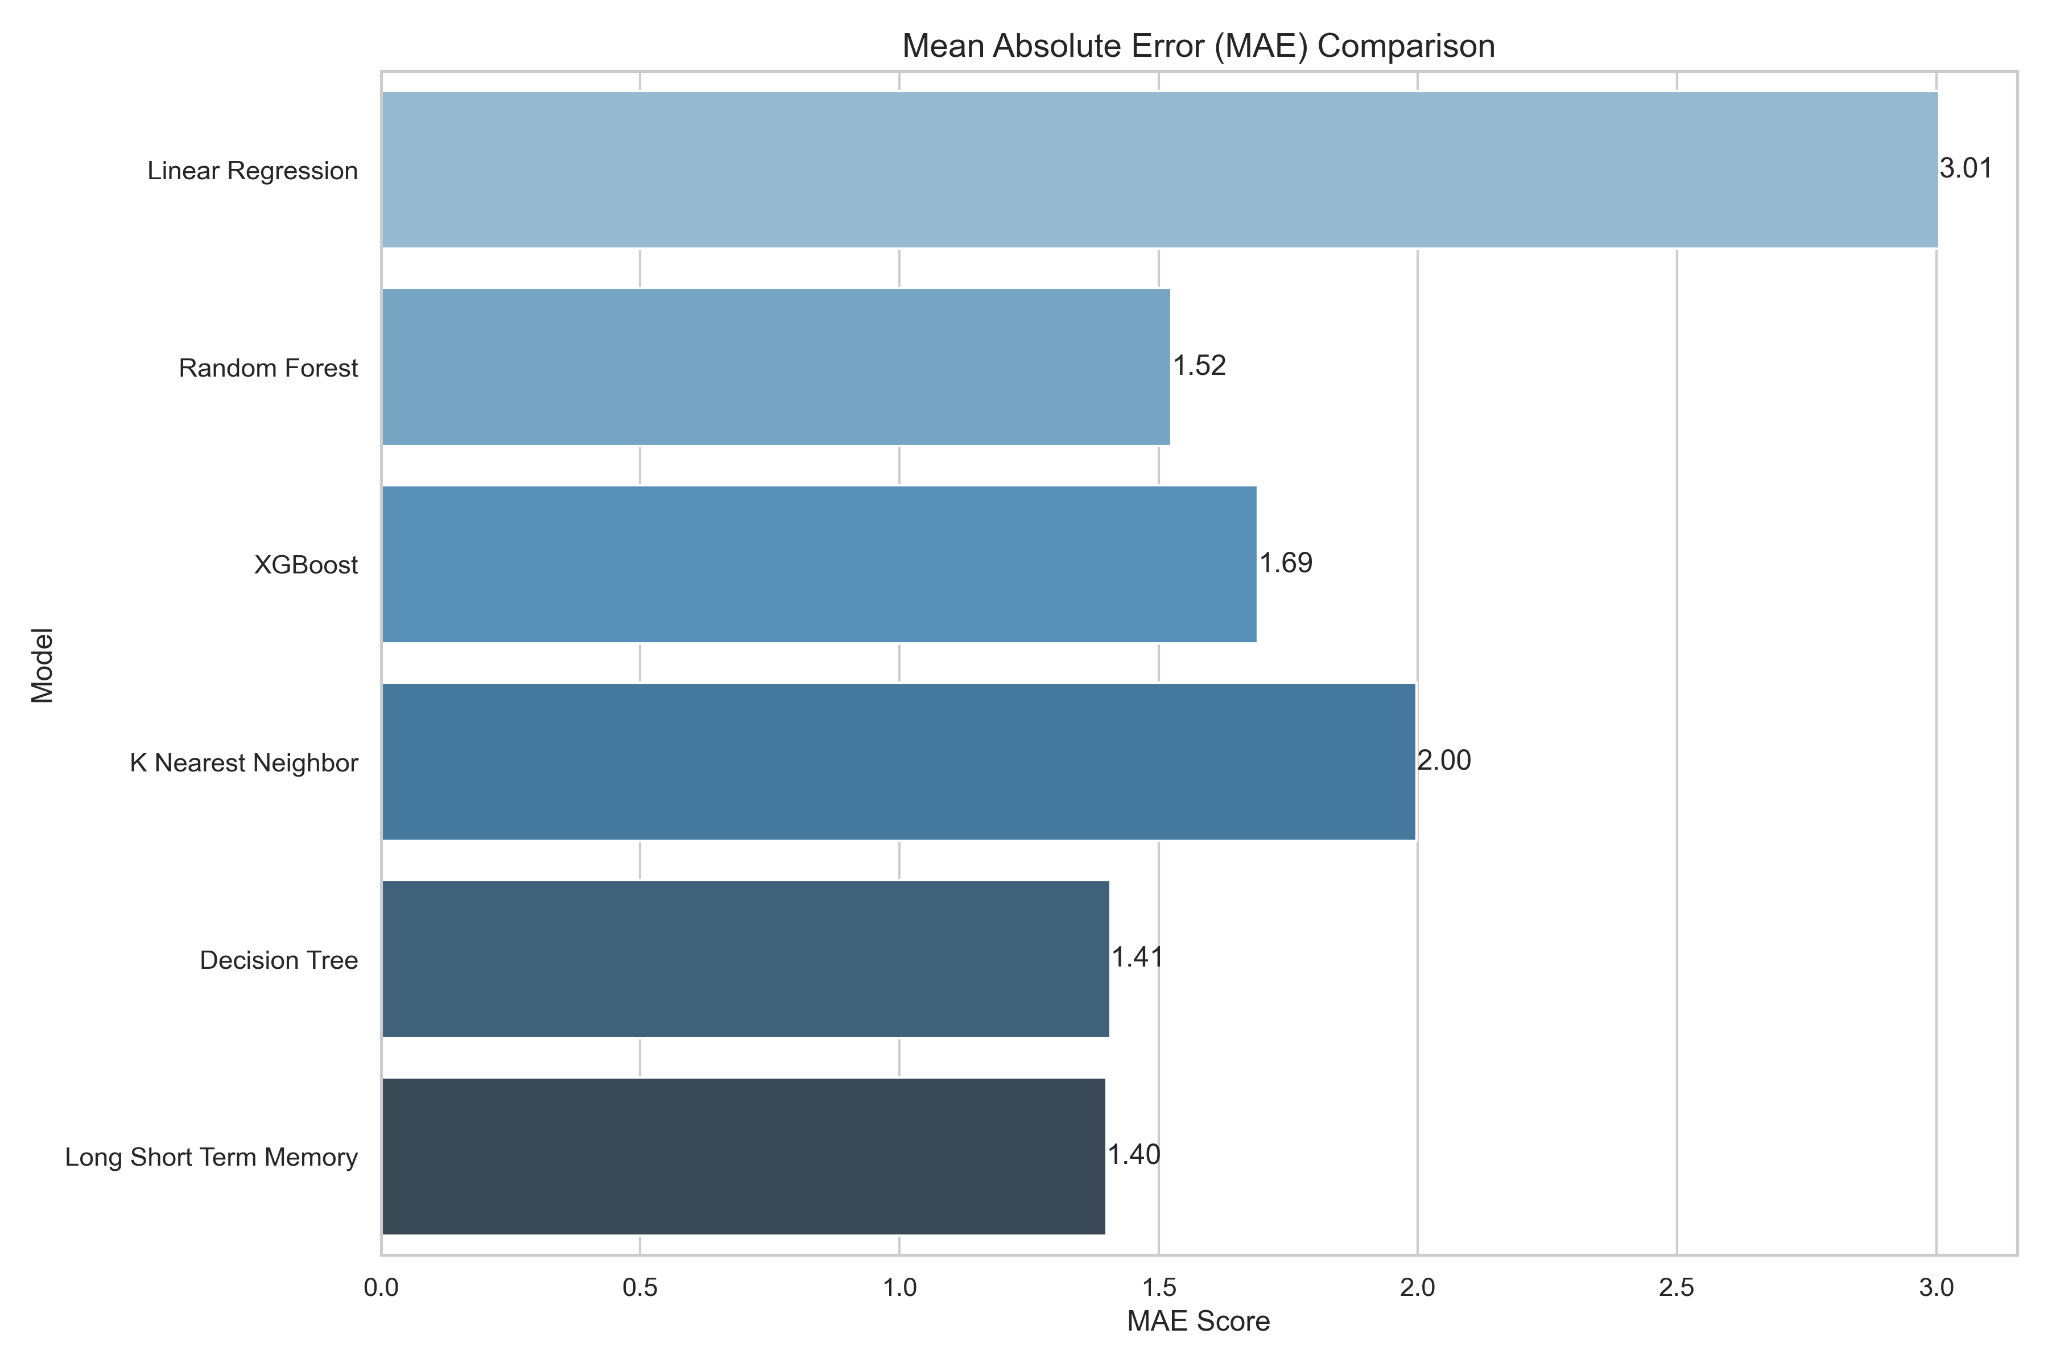 Mean Absolute Error (MAE) Comparison
Linear Regression
3.01
Random Forest
1.52
XGBoost
1.69
Model
K Nearest Neighbor
2.00
Decision Tree
1.41
Long Short Term Memory
1.40
0.0 0.5 1.0 1.5 2.0 2.5 3.0
MAE Score